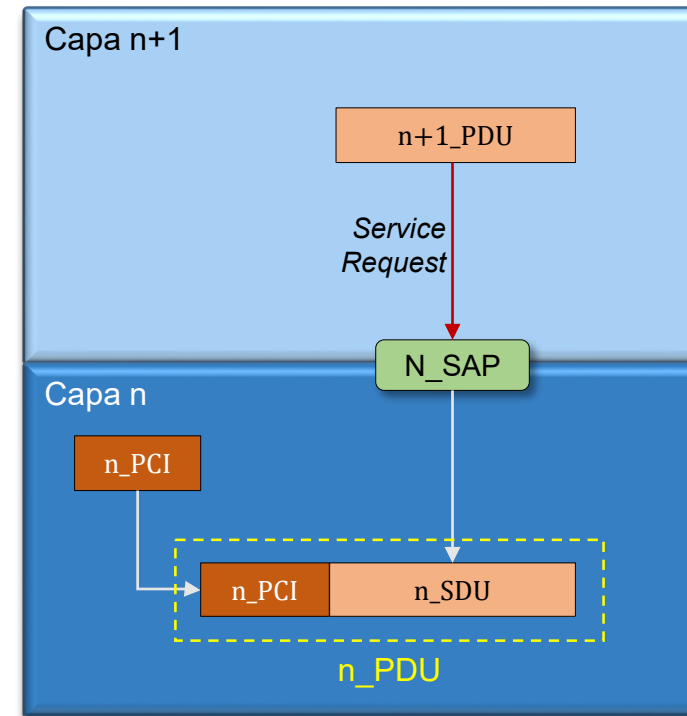 Capa n+1
n+1_PDU
Service
Request
N_SAP
Capa n
n_PCI
n_PCI
n_SDU
n_PDU